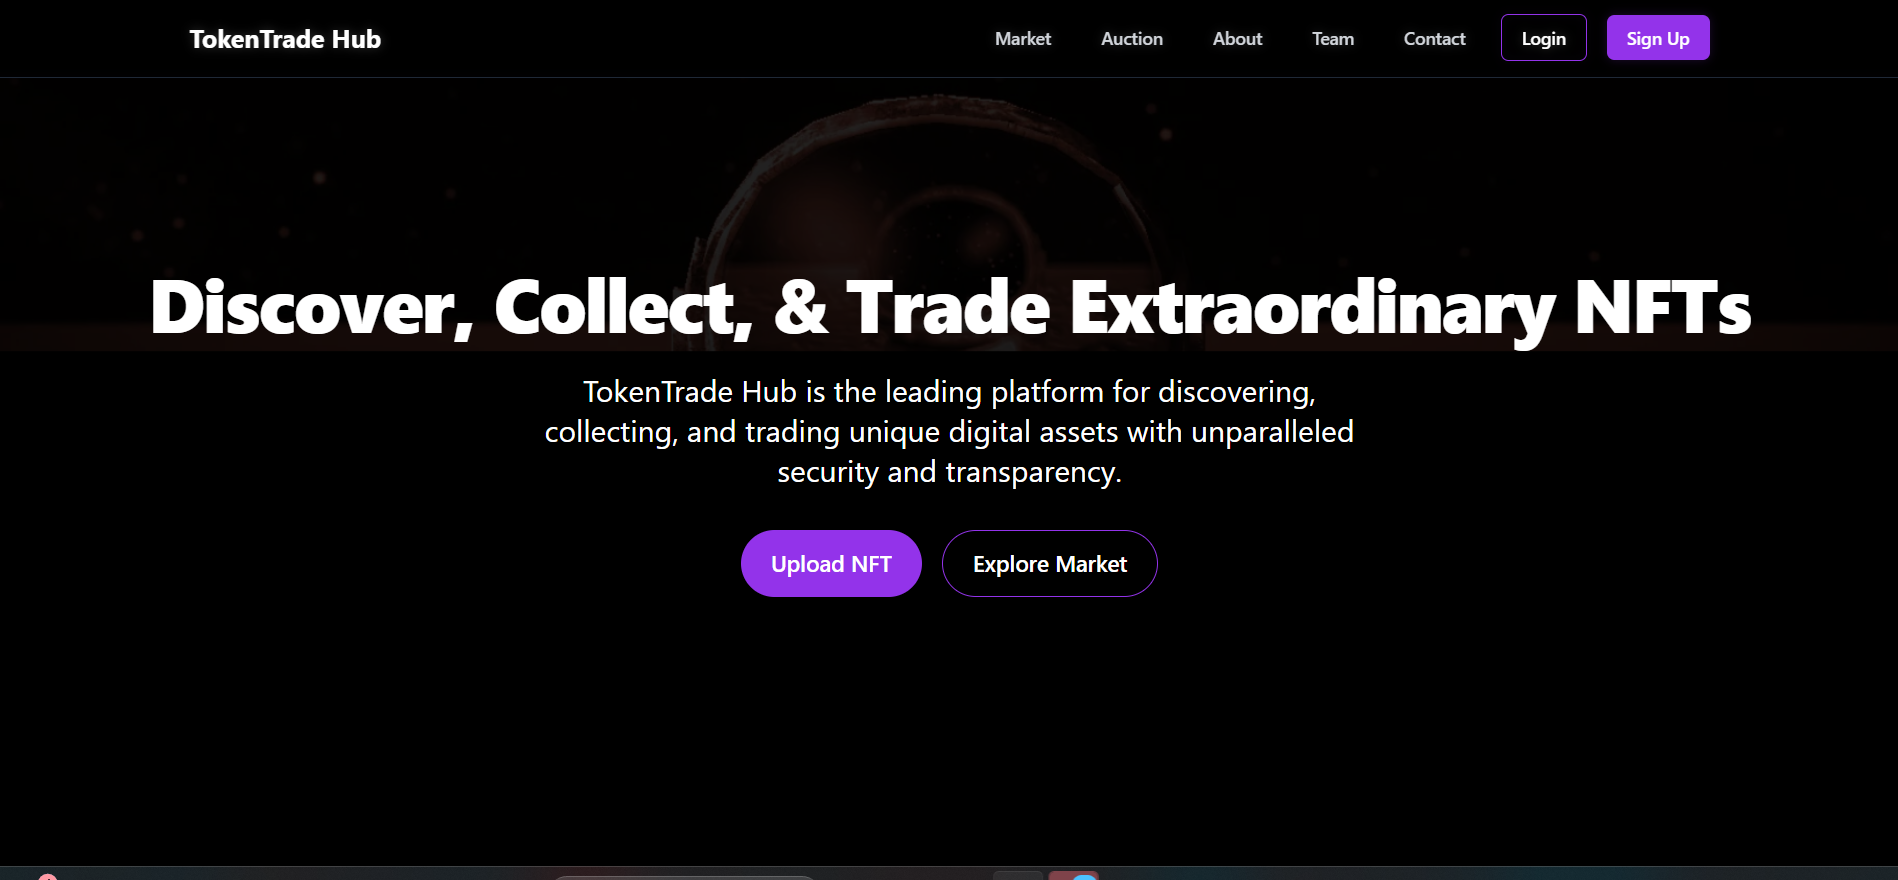 TokenTrade Hub
Market
Auction
About
Team
Contact
Login
Sign Up
Discover, Collect, & Trade Extraordinary NFTs
TokenTrade Hub is the leading platform for discovering,
collecting, and trading unique digital assets with unparalleled
security and transparency.
Upload NFT
Explore Market